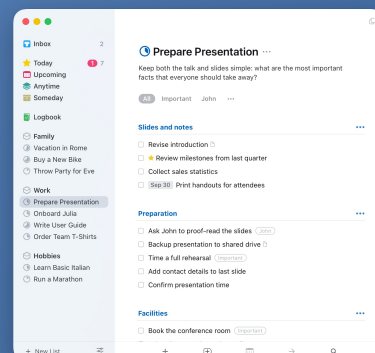 Inbox 2
Today 1 7
Upcoming
Anytime
Someday
Logbook
Family
Vacation in Rome
Buy a New Bike
Throw Party for Eve
Work
Prepare Presentation
Onboard Julia
Write User Guide
Order Team T-Shirts
Hobbies
Learn Basic Italian
Run a Marathon
+ New List
Prepare Presentation ···
Keep both the talk and slides simple: what are the most important
facts that everyone should take away?
All Important John ···
Slides and notes ···
Revise introduction
Review milestones from last quarter
Collect sales statistics
Sep 30 Print handouts for attendees
Preparation ···
Ask John to proof-read the slides John
Backup presentation to shared drive
Time a full rehearsal Important
Add contact details to last slide
Confirm presentation time
Facilities ···
Book the conference room Important